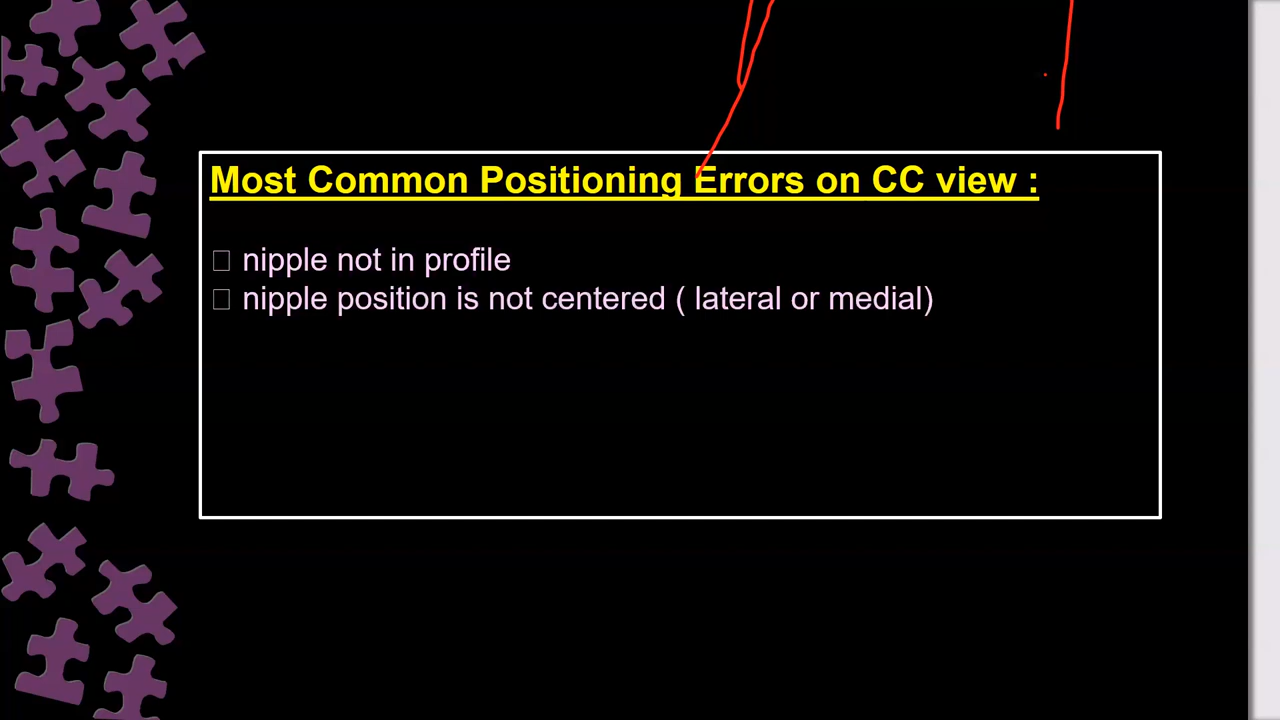 Most Common Positioning Errors on CC view :
nipple not in profile
nipple position is not centered ( lateral or medial)